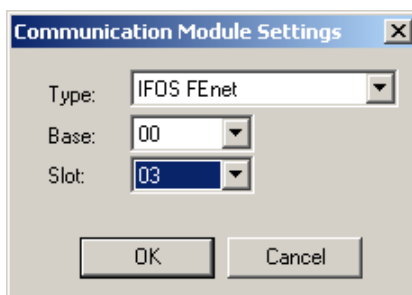 Communication Module Settings
Type: IFOS FEnet
Base: 00
Slot: 03
OK Cancel